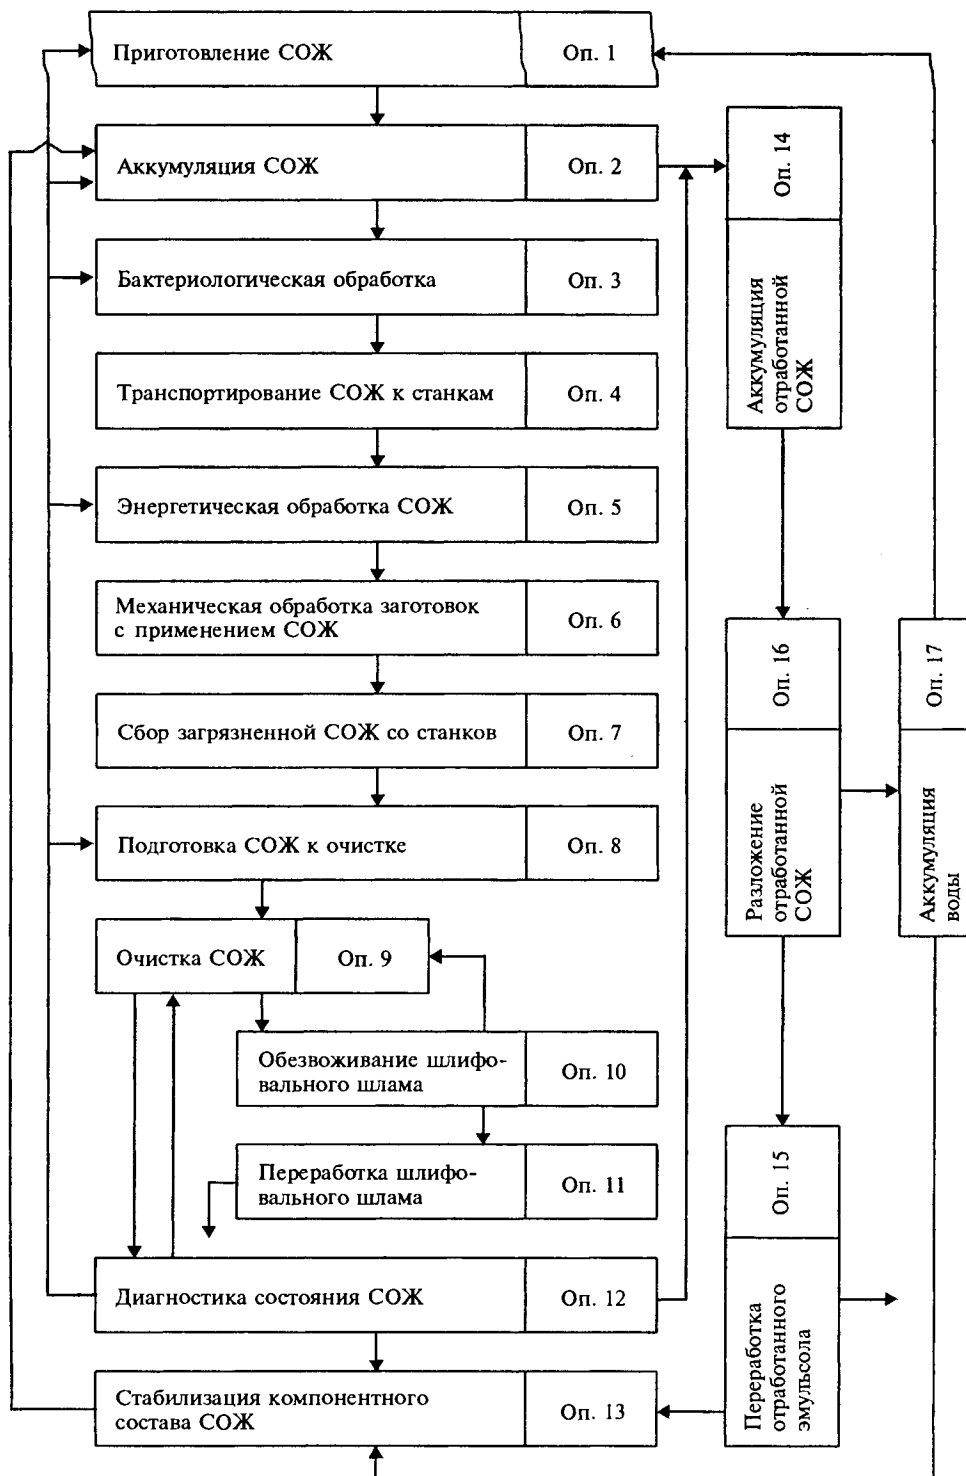 Приготовление СОЖ
Оп. 1
Аккумуляция СОЖ
Оп. 2
Бактериологическая обработка
Оп. 3
Транспортирование СОЖ к станкам
Оп. 4
Энергетическая обработка СОЖ
Оп. 5
Механическая обработка заготовок
с применением СОЖ
Оп. 6
Сбор загрязненной СОЖ со станков
Оп. 7
Подготовка СОЖ к очистке
Оп. 8
Очистка СОЖ
Оп. 9
Обезвоживание шлифо-
вального шлама
Оп. 10
Переработка шлифо-
вального шлама
Оп. 11
Диагностика состояния СОЖ
Оп. 12
Стабилизация компонентного
состава СОЖ
Оп. 13
Оп. 14
Аккумуляция
отработанной
СОЖ
Оп. 16
Разложение
отработанной
СОЖ
Оп. 15
Переработка
отработанного
эмульсола
Оп. 17
Аккумуляция
воды